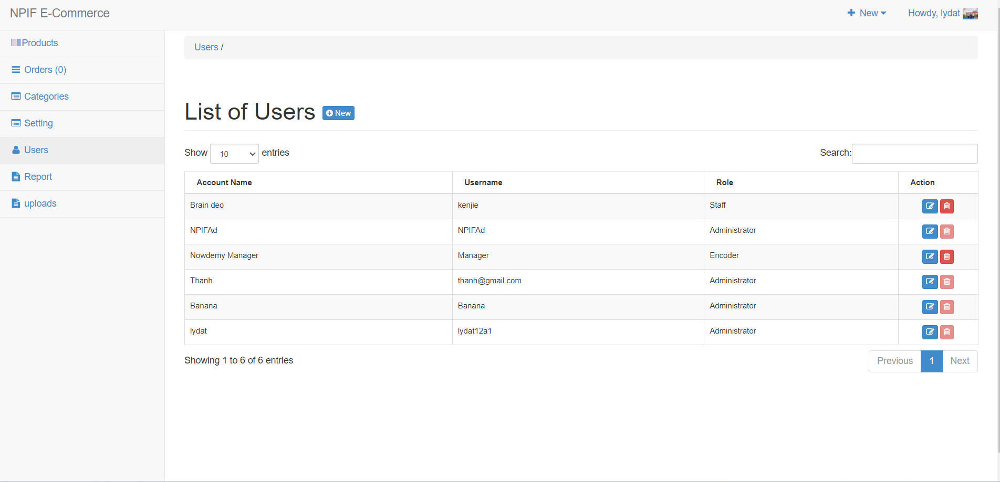 NPIF E-Commerce
New
Howdy, lydat
Products
Orders (0)
Categories
Setting
Users
Report
uploads
Users /
List of Users New
Show 10 entries
Search:
Account Name Username Role Action
Brain deo kenjie Staff
NPIFAd NPIFAd Administrator
Nowdemy Manager Manager Encoder
Thanh thanh@gmail.com Administrator
Banana Banana Administrator
lydat lydat12a1 Administrator
Showing 1 to 6 of 6 entries
Previous 1 Next